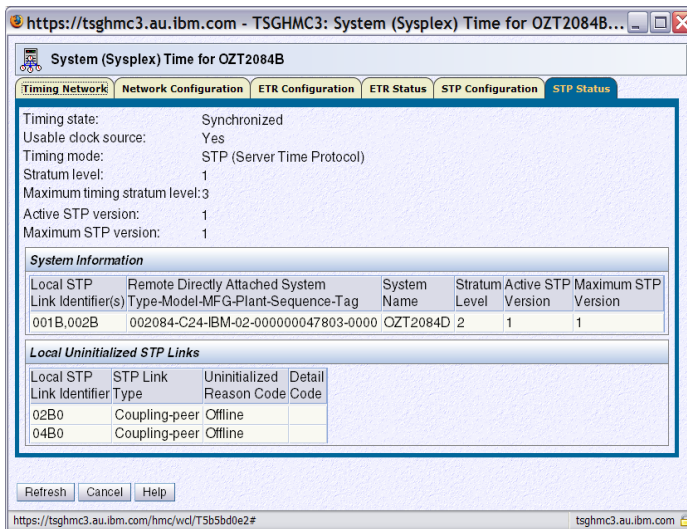 https://tsghmc3.au.ibm.com - TSGHMC3: System (Sysplex) Time for OZT2084B...
System (Sysplex) Time for OZT2084B
Timing Network Network Configuration ETR Configuration ETR Status STP Configuration STP Status
Timing state: Synchronized
Usable clock source: Yes
Timing mode: STP (Server Time Protocol)
Stratum level: 1
Maximum timing stratum level: 3
Active STP version: 1
Maximum STP version: 1
System Information
Local STP Remote Directly Attached System System Stratum Active STP Maximum STP
Link Identifier(s) Type-Model-MFG-Plant-Sequence-Tag Name Level Version Version
001B,002B 002084-C24-IBM-02-000000047803-0000 OZT2084D 2 1 1
Local Uninitialized STP Links
Local STP STP Link Uninitialized Detail
Link Identifier Type Reason Code Code
02B0 Coupling-peer Offline
04B0 Coupling-peer Offline
Refresh Cancel Help
https://tsghmc3.au.ibm.com/hmc/wcl/T5b5bd0e2# tsghmc3.au.ibm.com